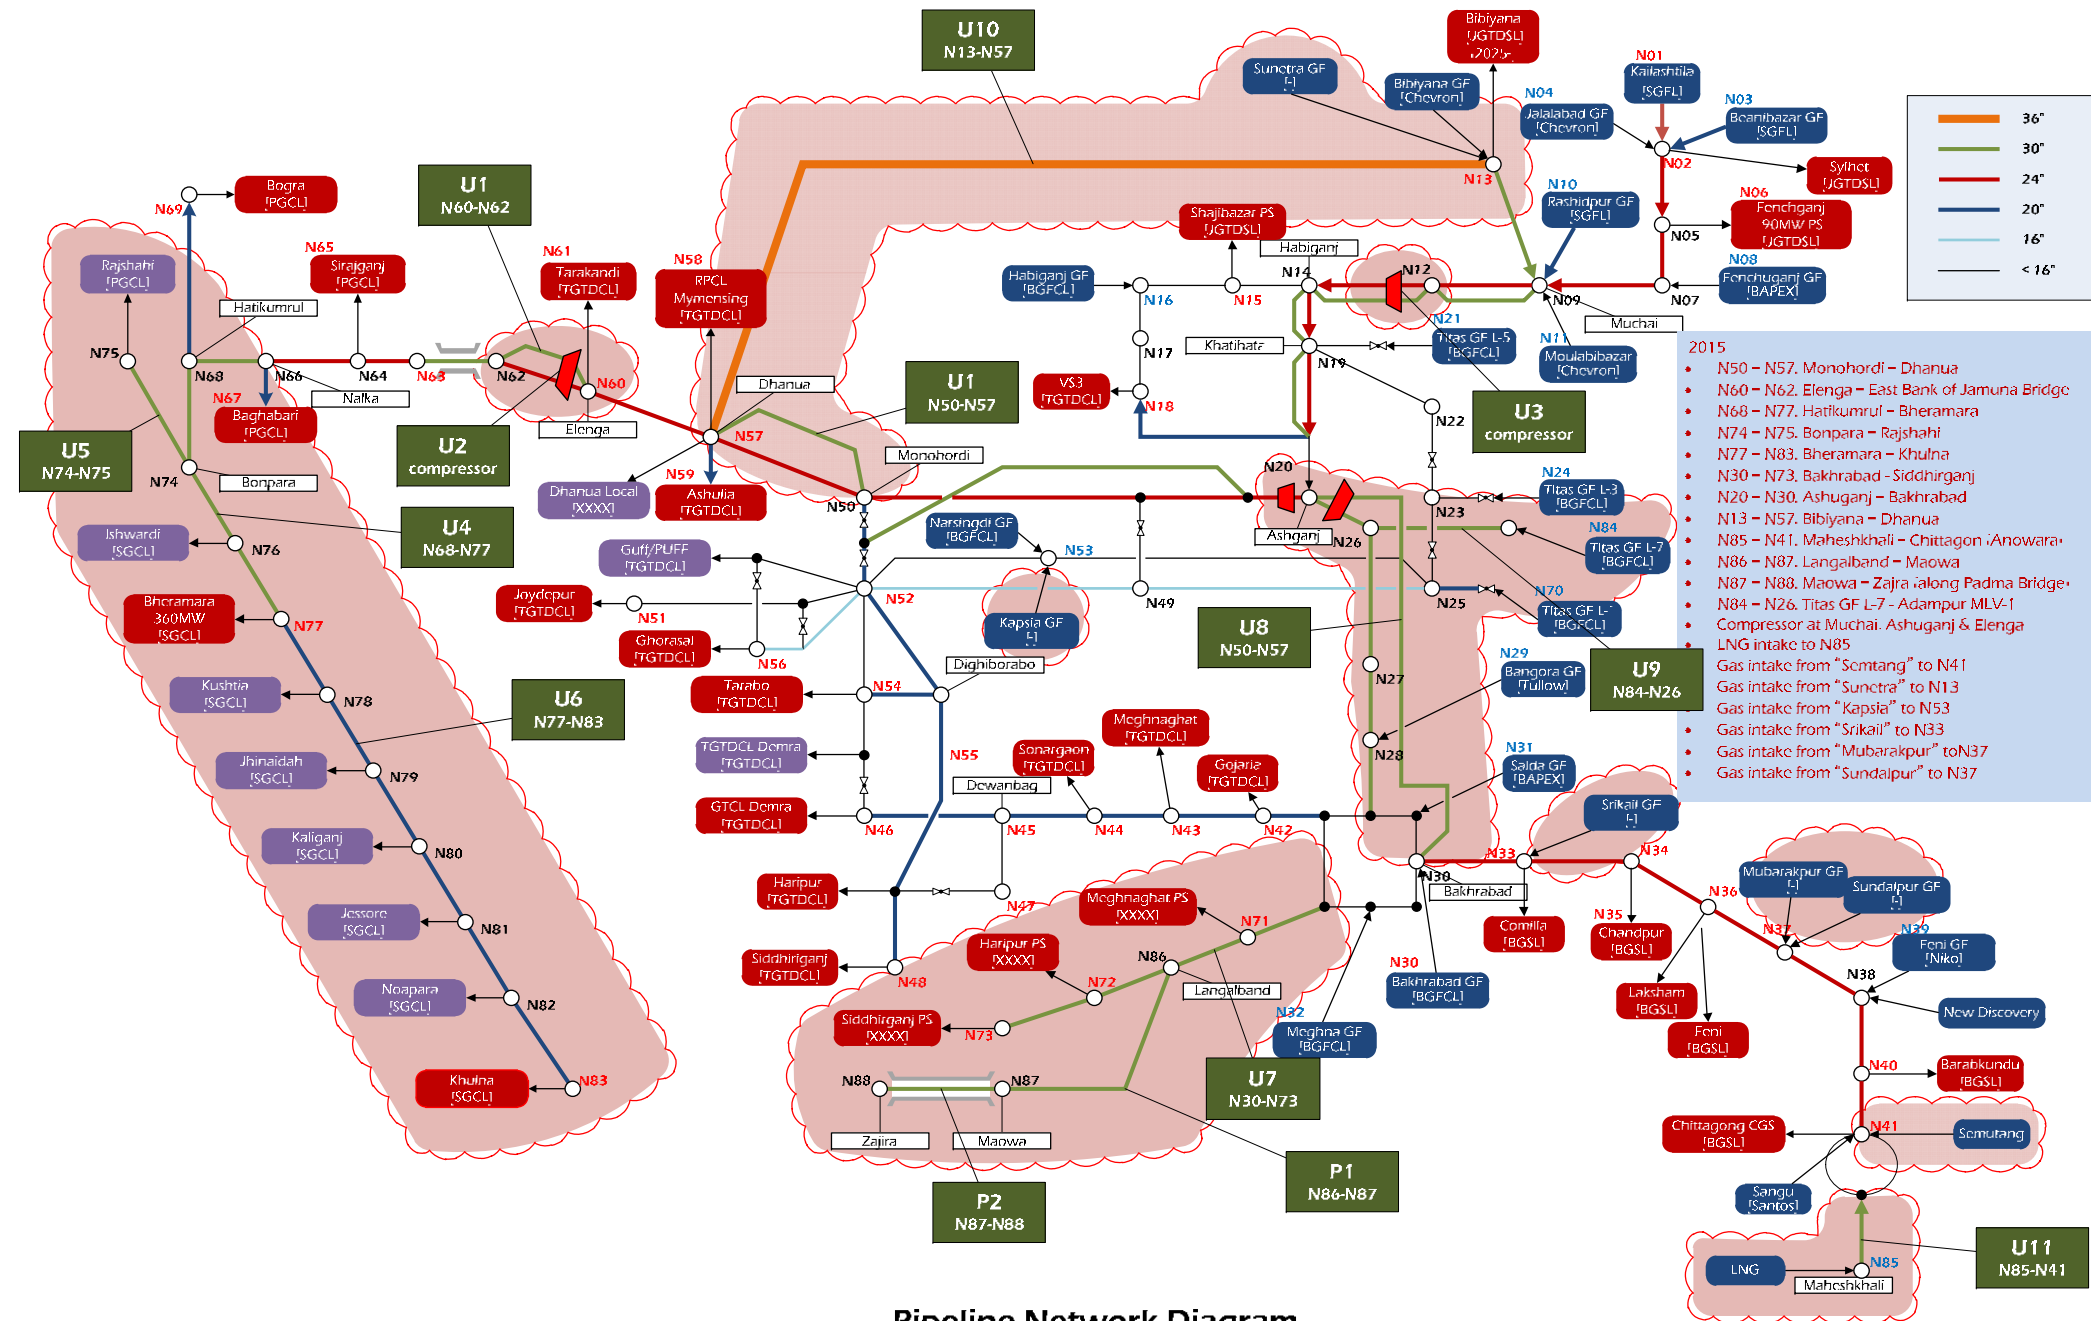 U10
N13-N57
Bibiyana
[JGTDSL]
-2025-
Sunetra GF
[-]
Bibiyana GF
[Chevron]
N04
Jalalabad GF
[Chevron]
N01
Kailashtila
[SGFL]
N03
Beanibazar GF
[SGFL]
36"
30"
24"
20"
16"
< 16"
N02
Sylhet
[JGTDSL]
N13
N10
Rashidpur GF
[SGFL]
N06
Fenchganj
90MW PS
[JGTDSL]
N05
N08
Fenchuganj GF
[BAPEX]
N07
N09
Muchai
N11
Moulabibazar
[Chevron]
Shajibazar PS
[JGTDSL]
Habiganj
N14
N12
Habiganj GF
[BGFCL]
N16
N15
N17
Khatihata
N19
N21
Titas GF L-5
[BGFCL]
VS3
[TGTDCL]
N18
N22
U3
compressor
U1
N60-N62
Bogra
[PGCL]
N69
Rajshahi
[PGCL]
N65
Sirajganj
[PGCL]
Hatikumrul
N61
Tarakandi
[TGTDCL]
N58
RPCL
Mymensing
[TGTDCL]
N75
N68
N66
N64
N63
N62
N60
N67
Baghabari
[PGCL]
Nalka
Elenga
Dhanua
U1
N50-N57
N57
Monohordi
U5
N74-N75
U2
compressor
N74
Bonpara
N59
Ashulia
[TGTDCL]
Dhanua Local
[XXXX]
N50
U4
N68-N77
Ishwardi
[SGCL]
N76
2015
N50 – N57. Monohordi – Dhanua
N60 – N62. Elenga – East Bank of Jamuna Bridge
N68 – N77. Hatikumrul – Bheramara
N74 – N75. Bonpara – Rajshahi
N77 – N83. Bheramara – Khulna
N30 – N73. Bakhrabad - Siddhirganj
N20 – N30. Ashuganj – Bakhrabad
N13 – N57. Bibiyana – Dhanua
N85 – N41. Maheshkhali – Chittagon (Anowara)
N86 – N87. Langalband – Maowa
N87 – N88. Maowa – Zajra (along Padma Bridge)
N84 – N26. Titas GF L-7 - Adampur MLV-1
Compressor at Muchai. Ashuganj & Elenga
LNG intake to N85
Gas intake from "Semtang" to N41
Gas intake from "Sunetra" to N13
Gas intake from "Kapsia" to N53
Gas intake from "Srikail" to N33
Gas intake from "Mubarakpur" toN37
Gas intake from "Sundalpur" to N37
N20
Ashganj
N26
N23
N24
Titas GF L-3
[BGFCL]
N84
Titas GF L-7
[BGFCL]
Narsingdi GF
[BGFCL]
N53
Guff/PUFF
[TGTDCL]
Joydepur
[TGTDCL]
N51
N52
N49
N25
N70
Titas GF L-1
[BGFCL]
Kapsia GF
[-]
Ghorasal
[TGTDCL]
N56
U8
N50-N57
N29
Bangora GF
[Tullow]
U9
N84-N26
Bheramara
360MW
[SGCL]
N77
Dighiborabo
Tarabo
[TGTDCL]
N54
N27
Kushtia
[SGCL]
N78
U6
N77-N83
TGTDCL Demra
[TGTDCL]
N55
Meghnaghat
[TGTDCL]
Sonargaon
[TGTDCL]
Gojaria
[TGTDCL]
N28
N31
Salda GF
[BAPEX]
Jhinaidah
[SGCL]
N79
Dewanbag
GTCL Demra
[TGTDCL]
N46
N45
N44
N43
N42
Srikail GF
[-]
Kaliganj
[SGCL]
N80
N33
N34
N30
Bakhrabad
Haripur
[TGTDCL]
N47
Meghnaghat PS
[XXXX]
N71
Mubarakpur GF
[-]
Sundalpur GF
[-]
N36
Jessore
[SGCL]
N81
Comilla
[BGSL]
N35
Chandpur
[BGSL]
N37
N39
Feni GF
[Niko]
Siddhiriganj
[TGTDCL]
N48
Haripur PS
[XXXX]
N72
N86
Langalband
N30
Bakhrabad GF
[BGFCL]
N38
Laksham
[BGSL]
New Discovery
Noapara
[SGCL]
N82
Siddhirganj PS
[XXXX]
N73
N32
Meghna GF
[BGFCL]
Feni
[BGSL]
Khulna
[SGCL]
N83
N88
N87
U7
N30-N73
N40
Barabkundu
[BGSL]
Zajira
Maowa
Chittagong CGS
[BGSL]
N41
Semutang
P1
N86-N87
P2
N87-N88
Sangu
[Santos]
U11
N85-N41
LNG
N85
Maheshkhali
Pipeline Network Diagram